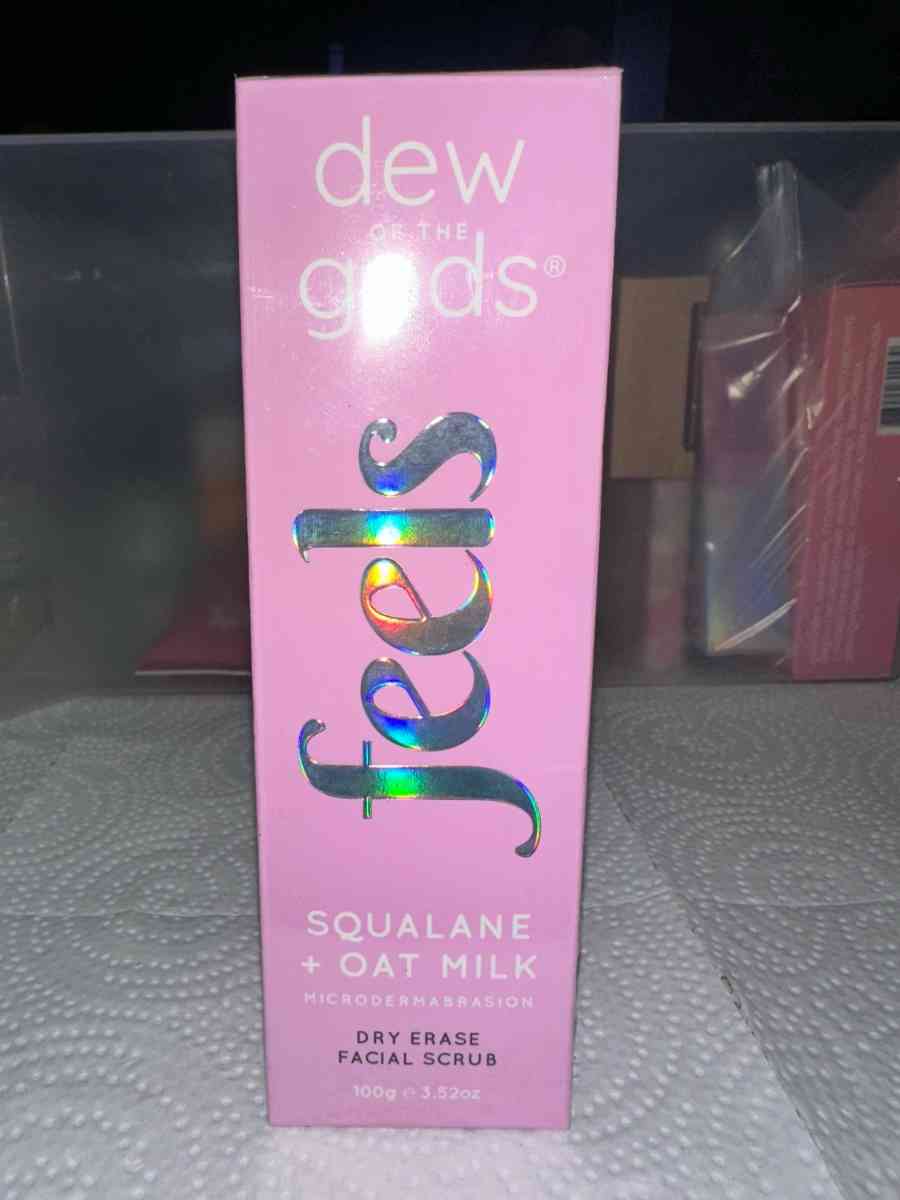 dew
OF THE
gods®
feels
SQUALANE
+ OAT MILK
MICRODERMABRASION
DRY ERASE
FACIAL SCRUB
100g ℮ 3.52oz